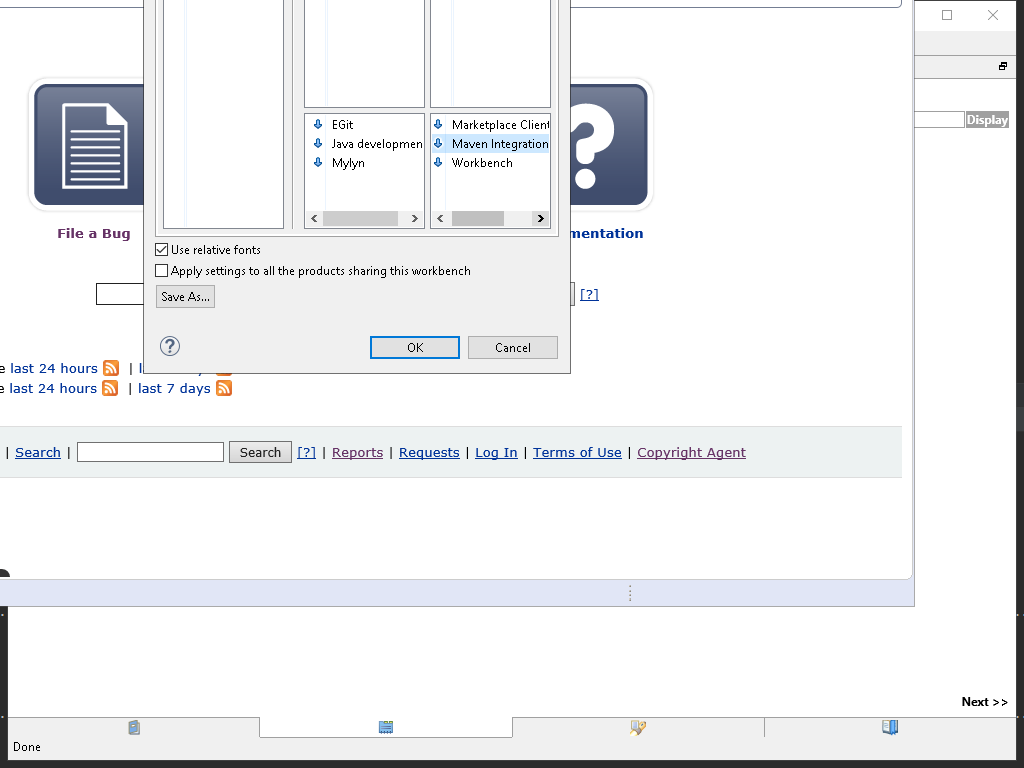 Display
EGit
Java developmen
Mylyn
Marketplace Client
Maven Integration
Workbench
File a Bug
mentation
Use relative fonts
Apply settings to all the products sharing this workbench
Save As...
[?]
OK
Cancel
e last 24 hours | l
e last 24 hours | last 7 days
| Search | Search [?] | Reports | Requests | Log In | Terms of Use | Copyright Agent
Next >>
Done